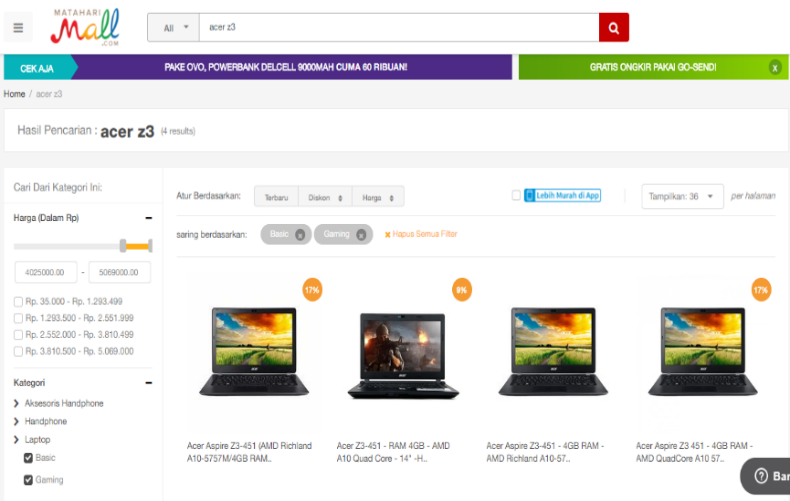 MATAHARI
Mall
.COM
All
acer z3
CEK AJA
PAKE OVO, POWERBANK DELCELL 9000MAH CUMA 60 RIBUAN!
GRATIS ONGKIR PAKAI GO-SEND!
x
Home / acer z3
Hasil Pencarian : acer z3 (4 results)
Cari Dari Kategori Ini:
Harga (Dalam Rp)
4025000.00 - 5069000.00
Rp. 35.000 - Rp. 1.293.499
Rp. 1.293.500 - Rp. 2.551.999
Rp. 2.552.000 - Rp. 3.810.499
Rp. 3.810.500 - Rp. 5.069.000
Kategori
Aksesoris Handphone
Handphone
Laptop
Basic
Gaming
Atur Berdasarkan: Terbaru Diskon Harga
Lebih Murah di App
Tampilkan: 36 per halaman
saring berdasarkan: Basic x Gaming x x Hapus Semua Filter
17%
9%
17%
Acer Aspire Z3-451 (AMD Richland
A10-5757M/4GB RAM..
Acer Z3-451 - RAM 4GB - AMD
A10 Quad Core - 14" -H..
Acer Aspire Z3-451 - 4GB RAM -
AMD Richland A10-57..
Acer Aspire Z3 451 - 4GB RAM -
AMD QuadCore A10 57..
? Ban